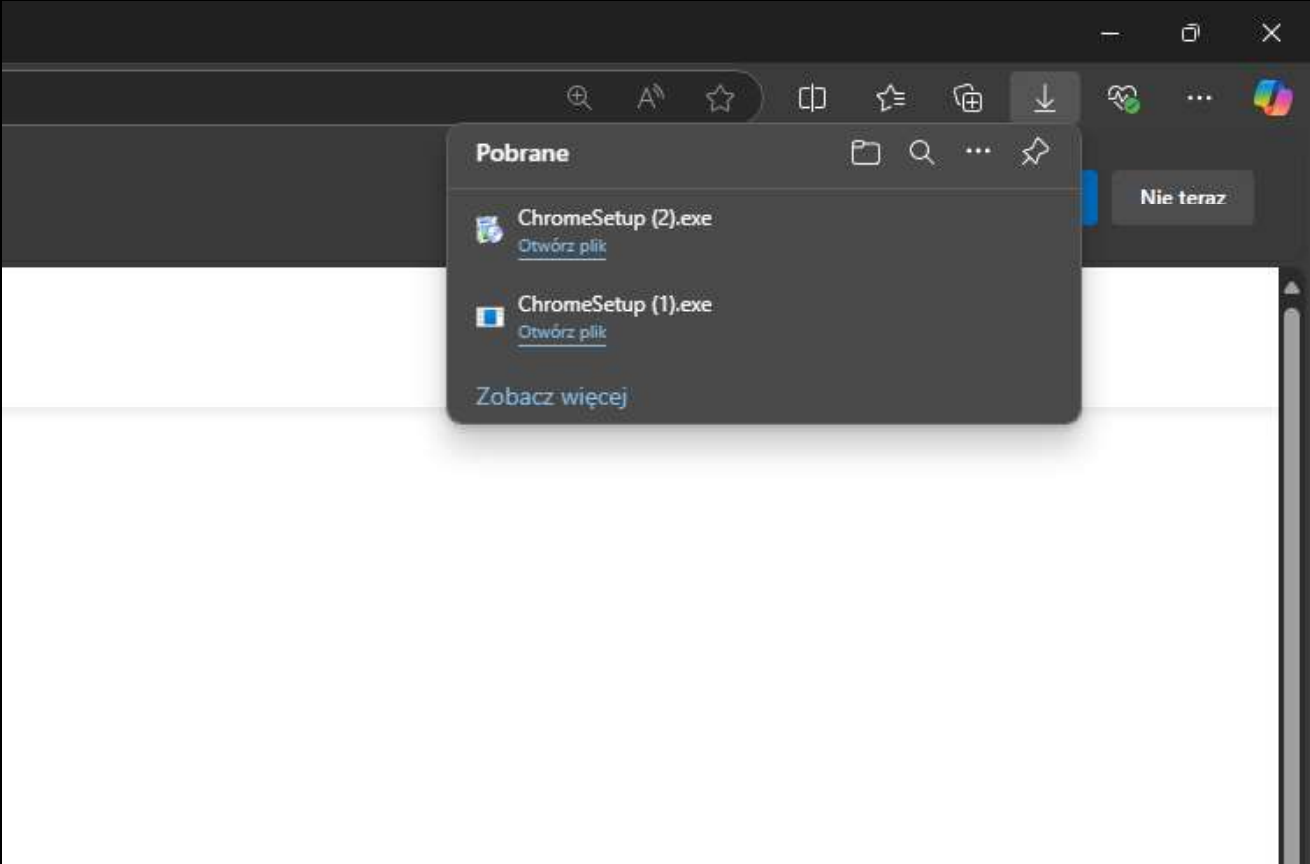 Pobrane
Nie teraz
ChromeSetup (2).exe
Otwórz plik
ChromeSetup (1).exe
Otwórz plik
Zobacz więcej